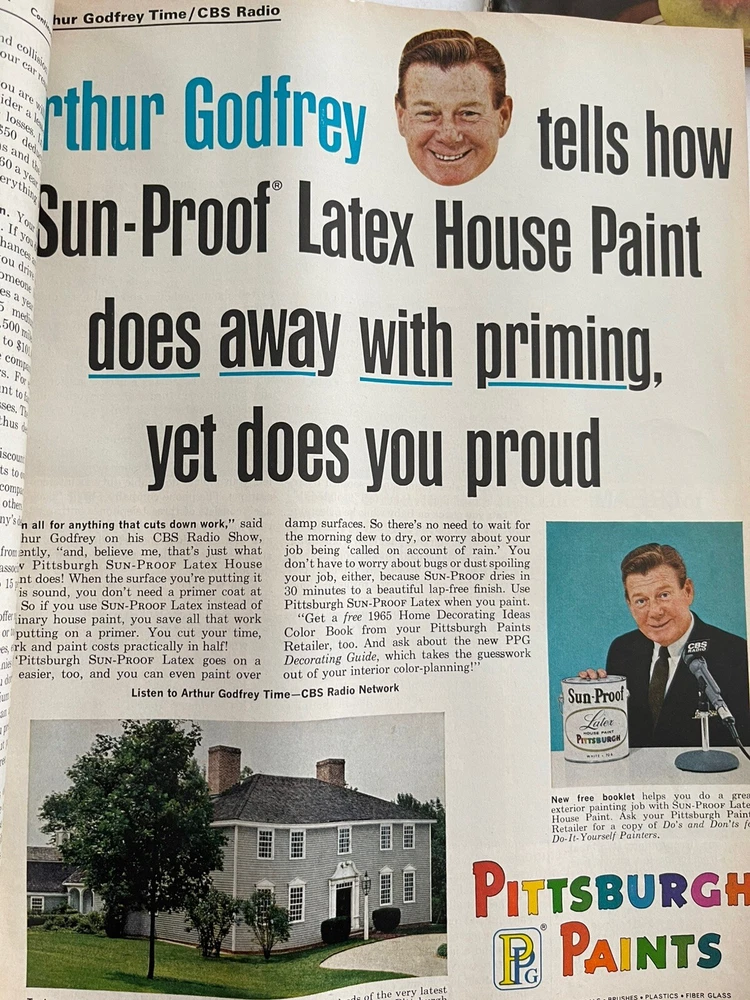 hur Godfrey Time/CBS Radio
rthur Godfrey tells how
Sun-Proof® Latex House Paint
does away with priming,
yet does you proud
n all for anything that cuts down work," said
hur Godfrey on his CBS Radio Show,
ently, "and, believe me, that's just what
w Pittsburgh SUN-PROOF Latex House
nt does! When the surface you're putting it
is sound, you don't need a primer coat at
So if you use SUN-PROOF Latex instead of
inary house paint, you save all that work
putting on a primer. You cut your time,
rk and paint costs practically in half!
'Pittsburgh SUN-PROOF Latex goes on a
easier, too, and you can even paint over
damp surfaces. So there's no need to wait for
the morning dew to dry, or worry about your
job being 'called on account of rain.' You
don't have to worry about bugs or dust spoiling
your job, either, because SUN-PROOF dries in
30 minutes to a beautiful lap-free finish. Use
Pittsburgh SUN-PROOF Latex when you paint.
"Get a free 1965 Home Decorating Ideas
Color Book from your Pittsburgh Paints
Retailer, too. And ask about the new PPG
Decorating Guide, which takes the guesswork
out of your interior color-planning!"
Listen to Arthur Godfrey Time—CBS Radio Network
CBS
RADIO
Sun-Proof
Latex
HOUSE PAINT
PITTSBURGH
New free booklet helps you do a grea
exterior painting job with SUN-PROOF Late
House Paint. Ask your Pittsburgh Pain
Retailer for a copy of Do's and Don'ts fo
Do-It-Yourself Painters.
PITTSBURGH
PPG ®
PAINTS
BRUSHES • PLASTICS • FIBER GLASS
of the very latest